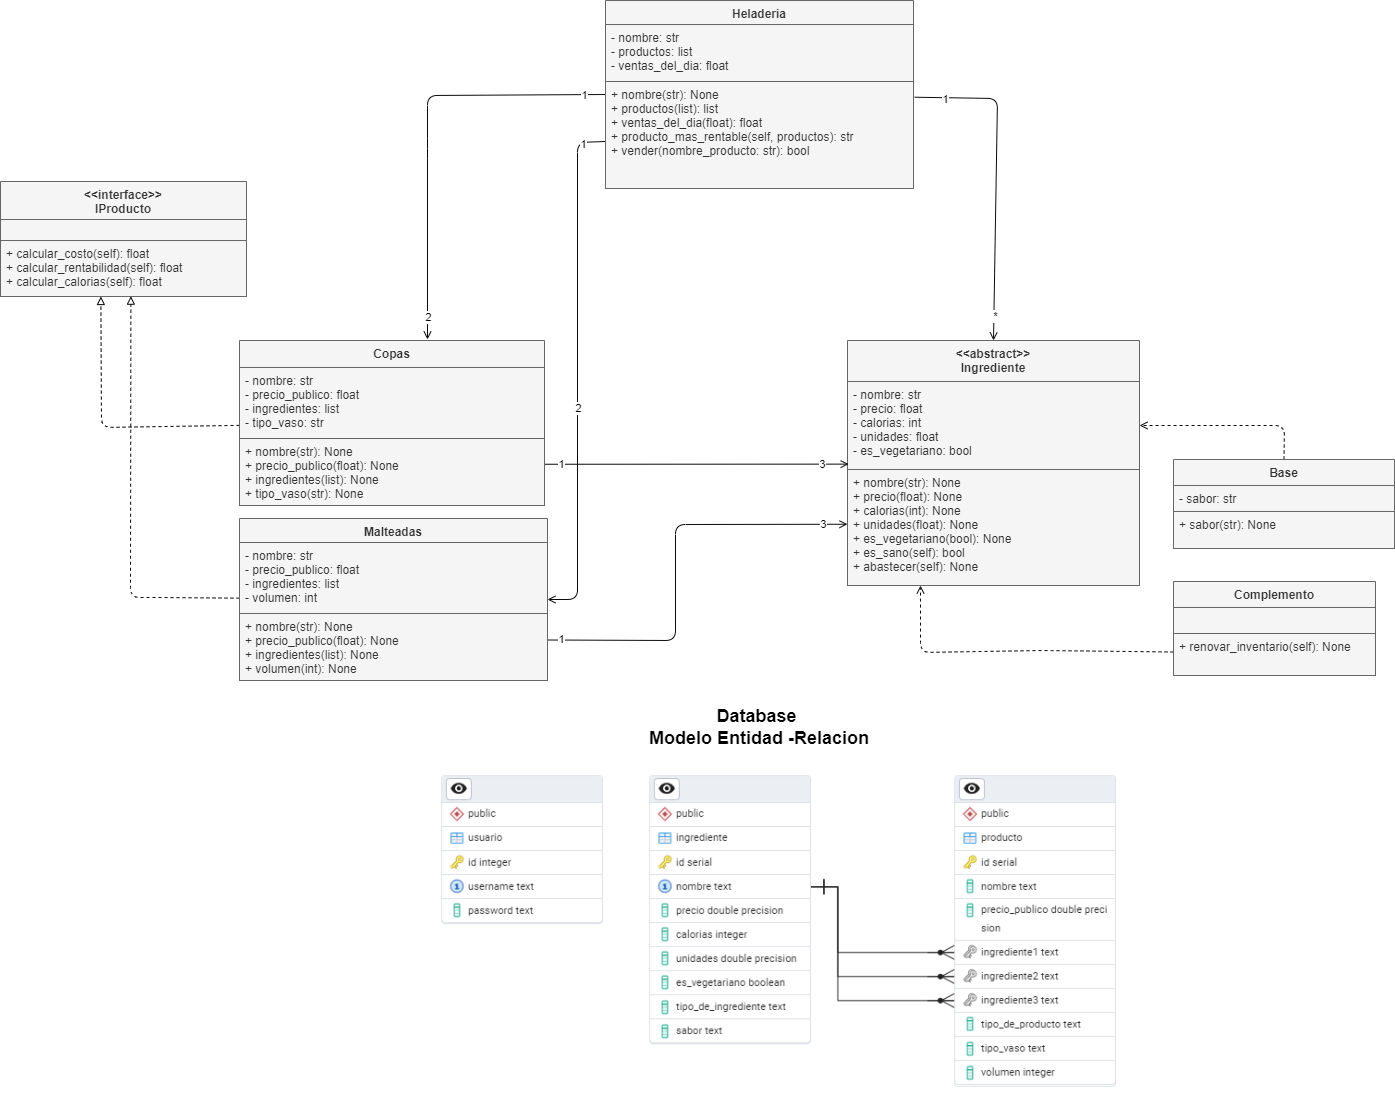 Heladeria
- nombre: str
- productos: list
- ventas_del_dia: float
+ nombre(str): None
+ productos(list): list
+ ventas_del_dia(float): float
+ producto_mas_rentable(self, productos): str
+ vender(nombre_producto: str): bool
1
1
1
<<interface>>
IProducto
+ calcular_costo(self): float
+ calcular_rentabilidad(self): float
+ calcular_calorias(self): float
2
*
2
Copas
- nombre: str
- precio_publico: float
- ingredientes: list
- tipo_vaso: str
+ nombre(str): None
+ precio_publico(float): None
+ ingredientes(list): None
+ tipo_vaso(str): None
1
3
<<abstract>>
Ingrediente
- nombre: str
- precio: float
- calorias: int
- unidades: float
- es_vegetariano: bool
+ nombre(str): None
+ precio(float): None
+ calorias(int): None
+ unidades(float): None
+ es_vegetariano(bool): None
+ es_sano(self): bool
+ abastecer(self): None
Base
- sabor: str
+ sabor(str): None
Malteadas
- nombre: str
- precio_publico: float
- ingredientes: list
- volumen: int
+ nombre(str): None
+ precio_publico(float): None
+ ingredientes(list): None
+ volumen(int): None
1
3
Complemento
+ renovar_inventario(self): None
Database
Modelo Entidad -Relacion
public
usuario
id integer
1 username text
password text
public
ingrediente
id serial
1 nombre text
precio double precision
calorias integer
unidades double precision
es_vegetariano boolean
tipo_de_ingrediente text
sabor text
public
producto
id serial
nombre text
precio_publico double preci
sion
ingrediente1 text
ingrediente2 text
ingrediente3 text
tipo_de_producto text
tipo_vaso text
volumen integer